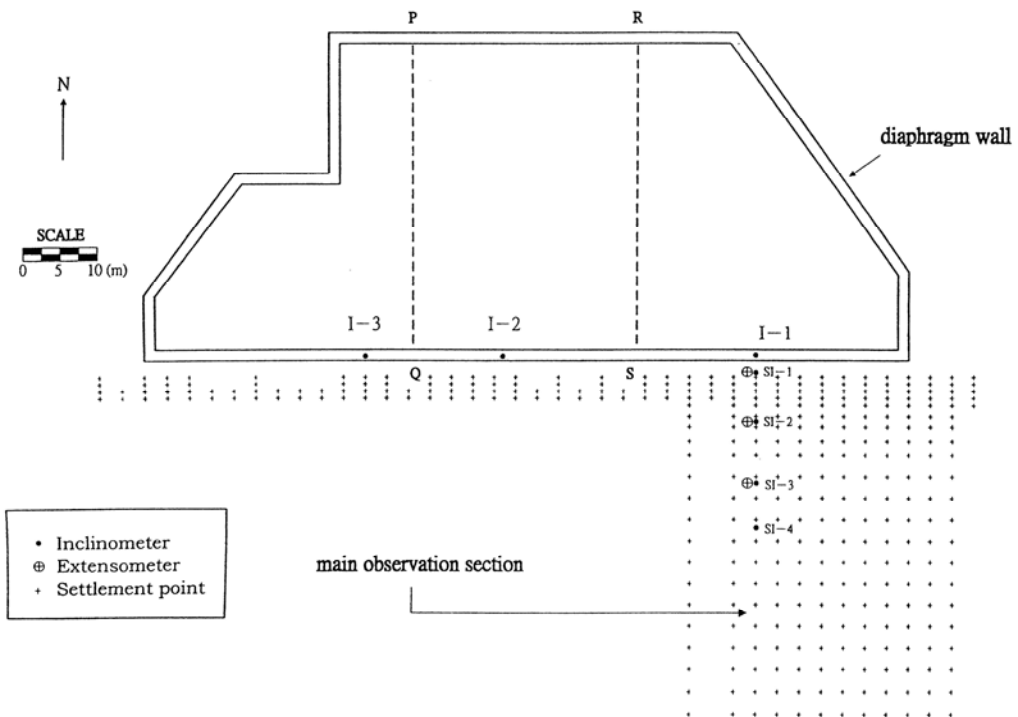 P
R
N
diaphragm wall
SCALE
0 5 10 (m)
I-3
I-2
I-1
Q
S
SI-1
SI-2
SI-3
SI-4
• Inclinometer
⊕ Extensometer
+ Settlement point
main observation section